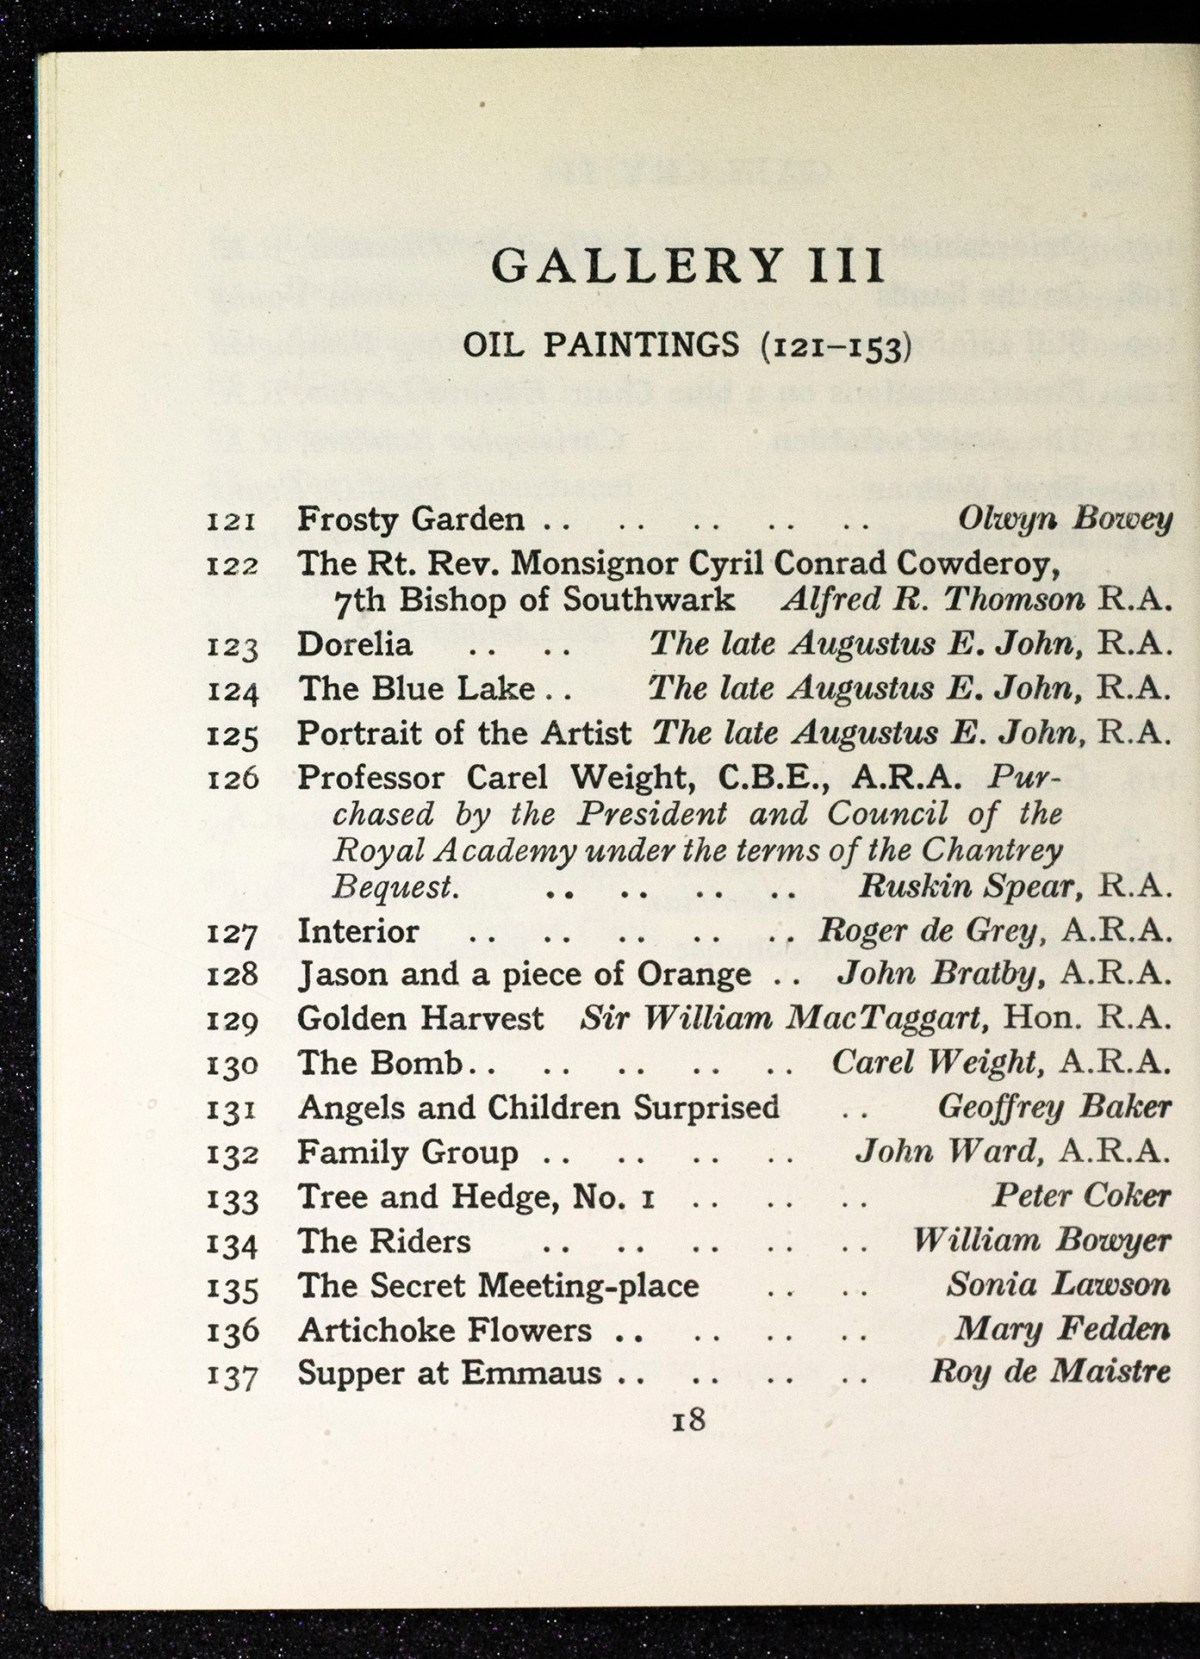 GALLERY III
OIL PAINTINGS (121–153)
121 Frosty Garden .. .. .. .. .. Olwyn Bowey
122 The Rt. Rev. Monsignor Cyril Conrad Cowderoy,
7th Bishop of Southwark Alfred R. Thomson R.A.
123 Dorelia .. .. The late Augustus E. John, R.A.
124 The Blue Lake .. The late Augustus E. John, R.A.
125 Portrait of the Artist The late Augustus E. John, R.A.
126 Professor Carel Weight, C.B.E., A.R.A. Pur-
chased by the President and Council of the
Royal Academy under the terms of the Chantrey
Bequest. .. .. .. .. Ruskin Spear, R.A.
127 Interior .. .. .. .. .. Roger de Grey, A.R.A.
128 Jason and a piece of Orange .. John Bratby, A.R.A.
129 Golden Harvest Sir William MacTaggart, Hon. R.A.
130 The Bomb .. .. .. .. .. Carel Weight, A.R.A.
131 Angels and Children Surprised .. Geoffrey Baker
132 Family Group .. .. .. .. John Ward, A.R.A.
133 Tree and Hedge, No. 1 .. .. .. Peter Coker
134 The Riders .. .. .. .. .. William Bowyer
135 The Secret Meeting-place .. .. Sonia Lawson
136 Artichoke Flowers .. .. .. .. Mary Fedden
137 Supper at Emmaus .. .. .. .. Roy de Maistre
18